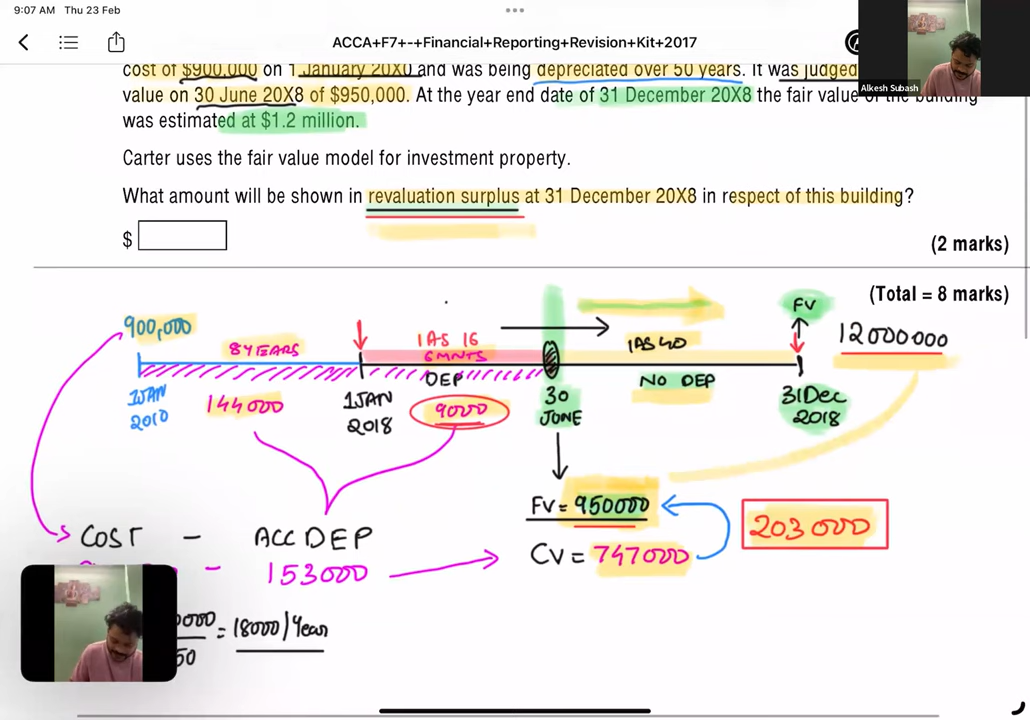 9:07 AM Thu 23 Feb
ACCA+F7+-+Financial+Reporting+Revision+Kit+2017
Alkesh Subash
cost of $900,000 on 1 January 20X0 and was being depreciated over 50 years. It was judged
value on 30 June 20X8 of $950,000. At the year end date of 31 December 20X8 the fair value of the building
was estimated at $1.2 million.
Carter uses the fair value model for investment property.
What amount will be shown in revaluation surplus at 31 December 20X8 in respect of this building?
$
(2 marks)
(Total = 8 marks)
900,000
8 YEARS
IAS 16
6 MNTS
DEP
IAS 40
NO DEP
FV
12000000
1JAN
2010
144000
1JAN
2018
9000
30
JUNE
31Dec
2018
FV = 950000
203000
COST - ACC DEP
CV = 747000
- 153000
= 18000/Year
50